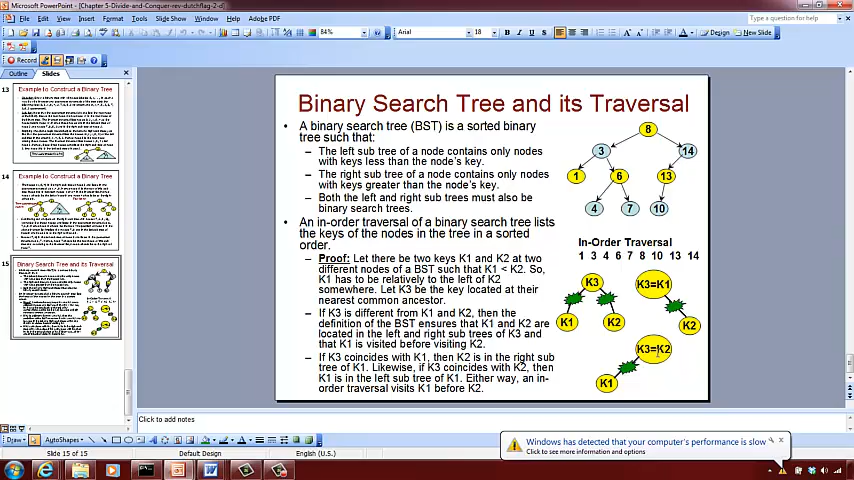 Microsoft PowerPoint - [Chapter 5-Divide-and-Conquer-rev-dutchflag-2-d]
File Edit View Insert Format Tools Slide Show Window Help Adobe PDF
Type a question for help
84%
Arial
18
B I U S
Design New Slide
Record
Outline Slides
13
Example to Construct a Binary Tree
14
Example to Construct a Binary Tree
15
Binary Search Tree and its Traversal
Binary Search Tree and its Traversal
• A binary search tree (BST) is a sorted binary
tree such that:
– The left sub tree of a node contains only nodes
with keys less than the node's key.
– The right sub tree of a node contains only nodes
with keys greater than the node's key.
– Both the left and right sub trees must also be
binary search trees.
• An in-order traversal of a binary search tree lists
the keys of the nodes in the tree in a sorted
order.
– Proof: Let there be two keys K1 and K2 at two
different nodes of a BST such that K1 < K2. So,
K1 has to be relatively to the left of K2
somewhere. Let K3 be the key located at their
nearest common ancestor.
– If K3 is different from K1 and K2, then the
definition of the BST ensures that K1 and K2 are
located in the left and right sub trees of K3 and
that K1 is visited before visiting K2.
– If K3 coincides with K1, then K2 is in the right sub
tree of K1. Likewise, if K3 coincides with K2, then
K1 is in the left sub tree of K1. Either way, an in-
order traversal visits K1 before K2.
8
3 14
1 6 13
4 7 10
In-Order Traversal
1 3 4 6 7 8 10 13 14
K3 K3=K1
K1 K2 K2
K3=K2
K1
Click to add notes
Draw AutoShapes
Slide 15 of 15 Default Design English (U.S.)
Windows has detected that your computer's performance is slow
Click to see more information and options